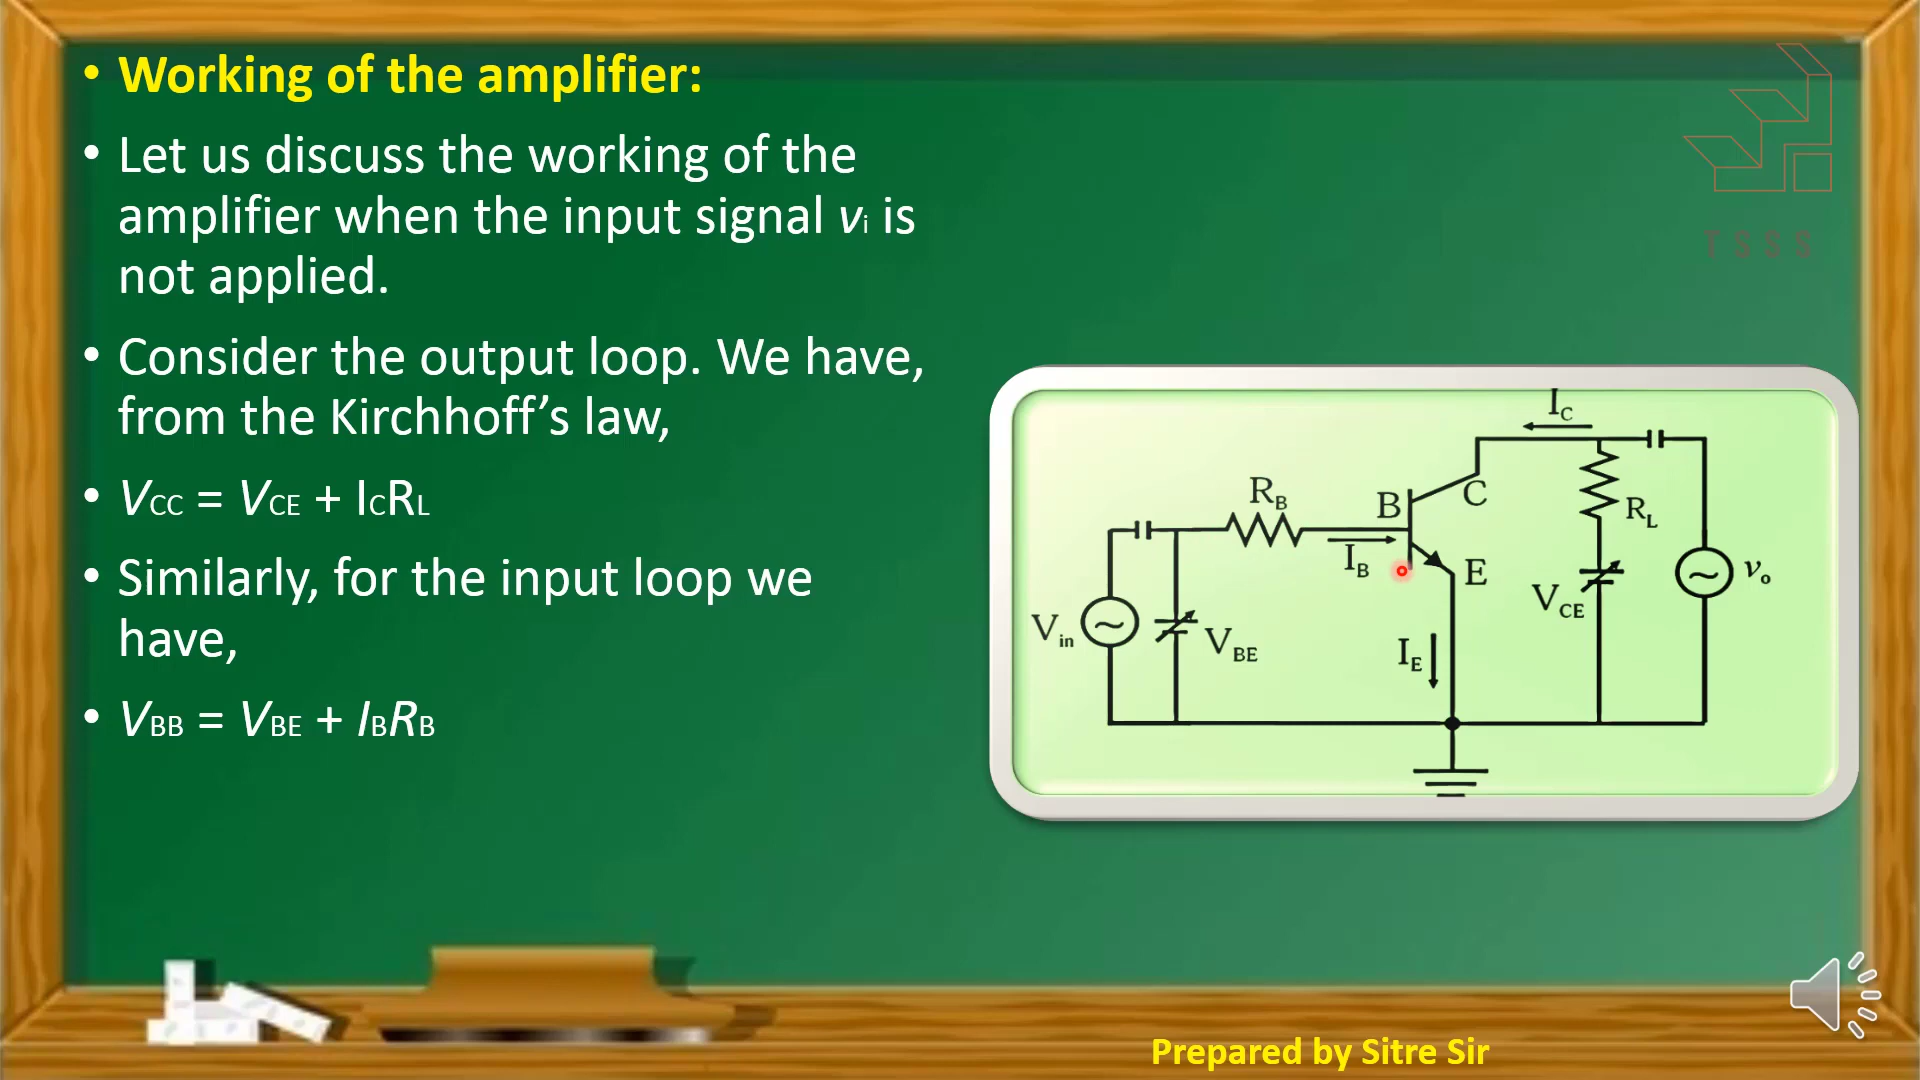 • Working of the amplifier:
• Let us discuss the working of the
amplifier when the input signal vi is
not applied.
• Consider the output loop. We have,
from the Kirchhoff’s law,
• VCC = VCE + ICRL
• Similarly, for the input loop we
have,
• VBB = VBE + IBRB
TSSS
IC
RB
B
C
RL
IB
E
VCE
vo
Vin
VBE
IE
Prepared by Sitre Sir